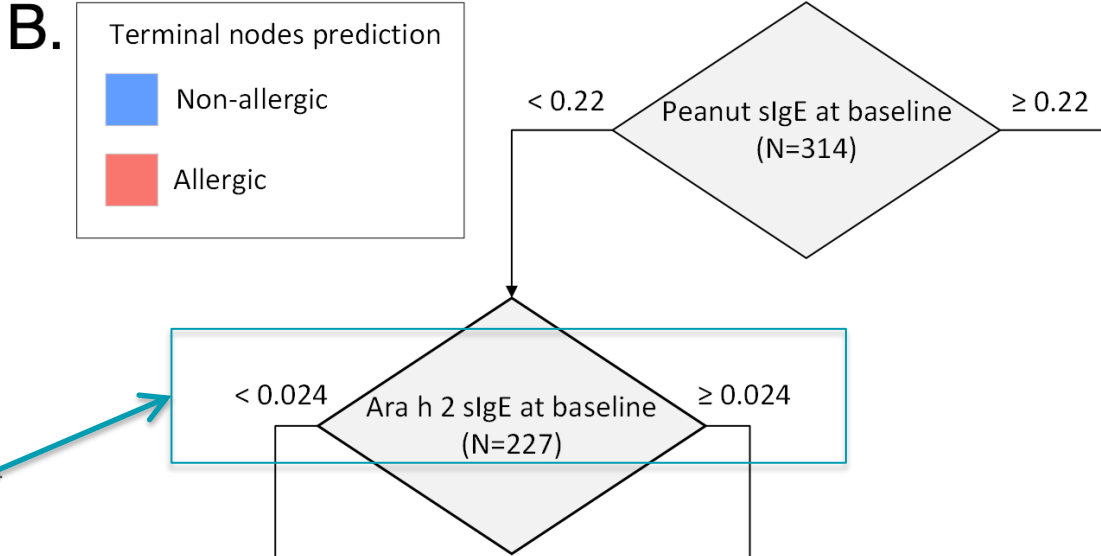 B.
Terminal nodes prediction
Non-allergic
Allergic
< 0.22
Peanut sIgE at baseline
(N=314)
≥ 0.22
< 0.024
Ara h 2 sIgE at baseline
(N=227)
≥ 0.024